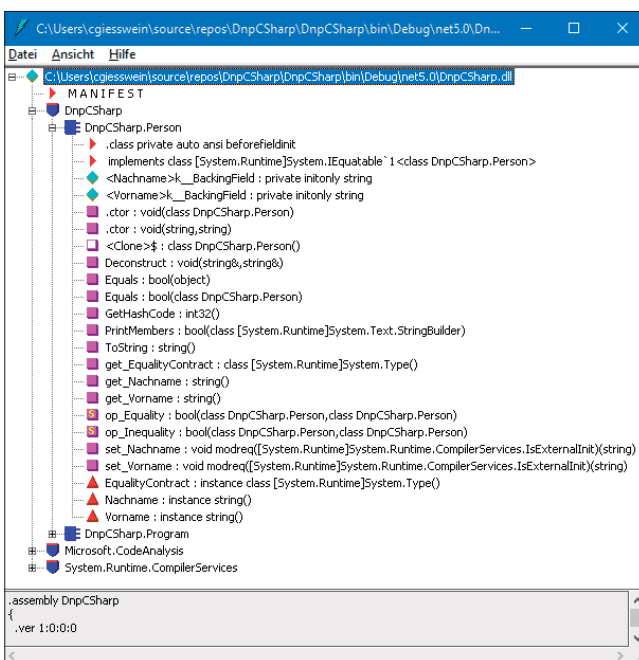 C:\Users\cgiesswein\source\repos\DnpCSharp\DnpCSharp\bin\Debug\net5.0\Dn...
Datei Ansicht Hilfe
C:\Users\cgiesswein\source\repos\DnpCSharp\DnpCSharp\bin\Debug\net5.0\DnpCSharp.dll
MANIFEST
DnpCSharp
DnpCSharp.Person
.class private auto ansi beforefieldinit
implements class [System.Runtime]System.IEquatable`1<class DnpCSharp.Person>
<Nachname>k__BackingField : private initonly string
<Vorname>k__BackingField : private initonly string
.ctor : void(class DnpCSharp.Person)
.ctor : void(string,string)
<Clone>$ : class DnpCSharp.Person()
Deconstruct : void(string&,string&)
Equals : bool(object)
Equals : bool(class DnpCSharp.Person)
GetHashCode : int32()
PrintMembers : bool(class [System.Runtime]System.Text.StringBuilder)
ToString : string()
get_EqualityContract : class [System.Runtime]System.Type()
get_Nachname : string()
get_Vorname : string()
op_Equality : bool(class DnpCSharp.Person,class DnpCSharp.Person)
op_Inequality : bool(class DnpCSharp.Person,class DnpCSharp.Person)
set_Nachname : void modreq([System.Runtime]System.Runtime.CompilerServices.IsExternalInit)(string)
set_Vorname : void modreq([System.Runtime]System.Runtime.CompilerServices.IsExternalInit)(string)
EqualityContract : instance class [System.Runtime]System.Type()
Nachname : instance string()
Vorname : instance string()
DnpCSharp.Program
Microsoft.CodeAnalysis
System.Runtime.CompilerServices
.assembly DnpCSharp
{
.ver 1:0:0:0